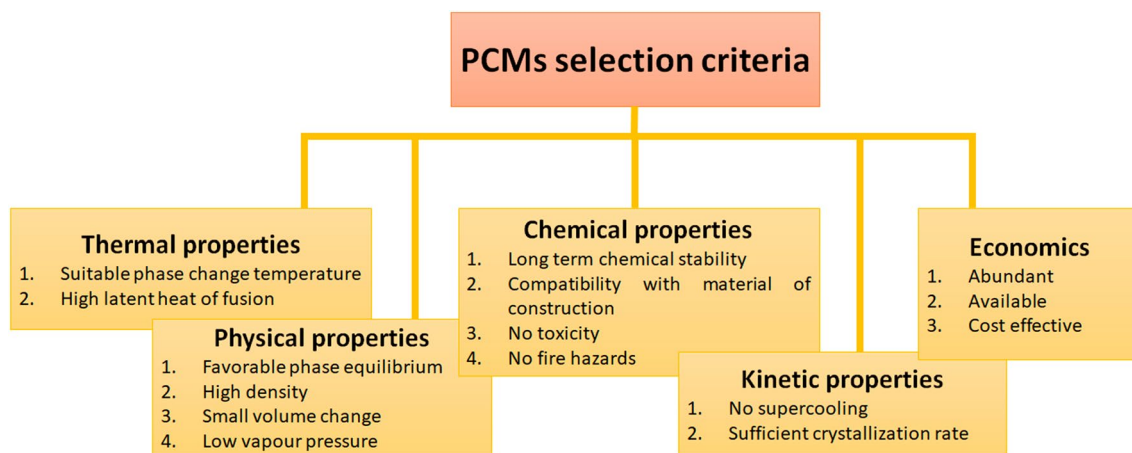 PCMs selection criteria
Thermal properties
1. Suitable phase change temperature
2. High latent heat of fusion
Physical properties
1. Favorable phase equilibrium
2. High density
3. Small volume change
4. Low vapour pressure
Chemical properties
1. Long term chemical stability
2. Compatibility with material of
construction
3. No toxicity
4. No fire hazards
Kinetic properties
1. No supercooling
2. Sufficient crystallization rate
Economics
1. Abundant
2. Available
3. Cost effective